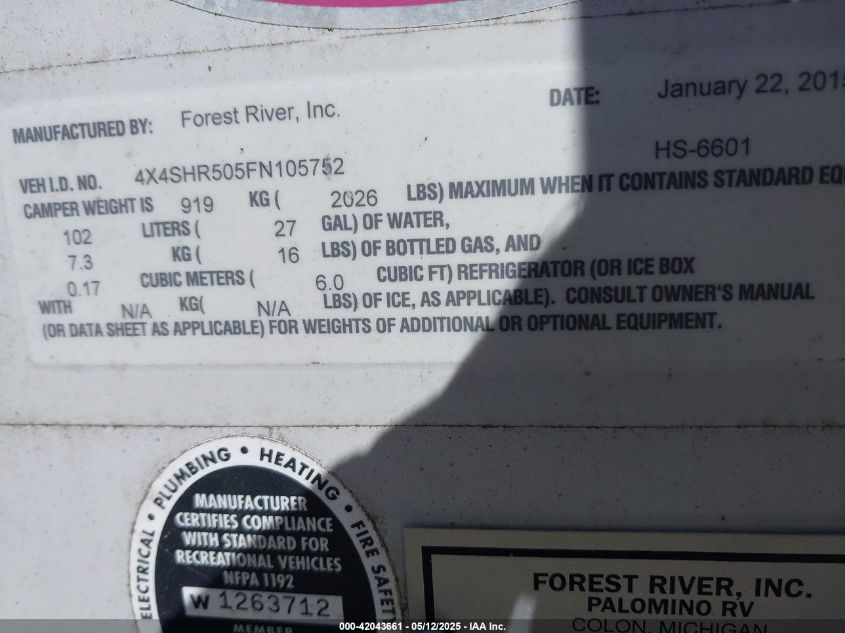 MANUFACTURED BY: Forest River, Inc. DATE: January 22, 2015
VEH I.D. NO. 4X4SHR505FN105752 HS-6601
CAMPER WEIGHT IS 919 KG ( 2026 LBS) MAXIMUM WHEN IT CONTAINS STANDARD EQ
102 LITERS ( 27 GAL) OF WATER,
7.3 KG ( 16 LBS) OF BOTTLED GAS, AND
0.17 CUBIC METERS ( 6.0 CUBIC FT) REFRIGERATOR (OR ICE BOX
WITH N/A KG( N/A LBS) OF ICE, AS APPLICABLE). CONSULT OWNER'S MANUAL
(OR DATA SHEET AS APPLICABLE) FOR WEIGHTS OF ADDITIONAL OR OPTIONAL EQUIPMENT.
ELECTRICAL • PLUMBING • HEATING • FIRE SAFETY
MANUFACTURER
CERTIFIES COMPLIANCE
WITH STANDARD FOR
RECREATIONAL VEHICLES
NFPA 1192
W 1263712
MEMBER
FOREST RIVER, INC.
PALOMINO RV
COLON, MICHIGAN
000-42043661 - 05/12/2025 - IAA Inc.